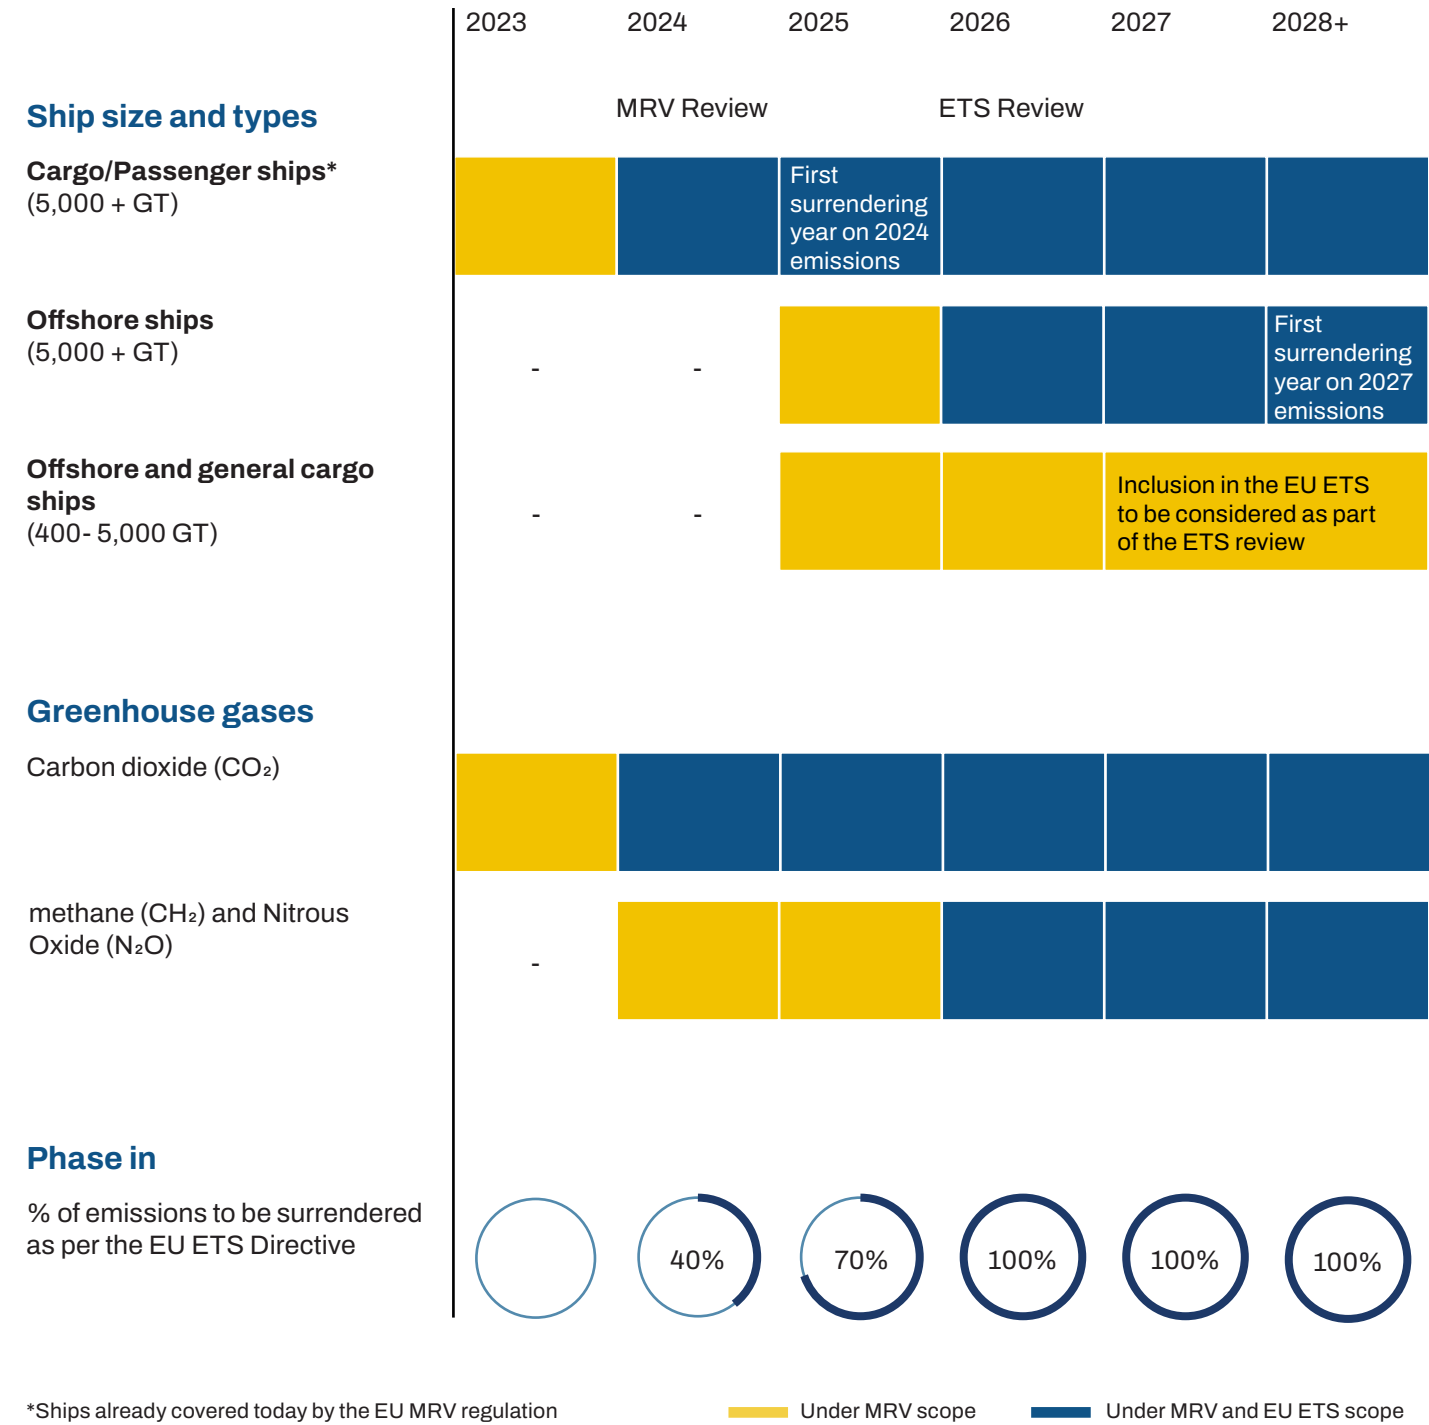 2023 2024 2025 2026 2027 2028+
Ship size and types
MRV Review ETS Review
Cargo/Passenger ships*
(5,000 + GT)
First
surrendering
year on 2024
emissions
Offshore ships
(5,000 + GT)
- -
First
surrendering
year on 2027
emissions
Offshore and general cargo
ships
(400- 5,000 GT)
- -
Inclusion in the EU ETS
to be considered as part
of the ETS review
Greenhouse gases
Carbon dioxide (CO₂)
methane (CH₂) and Nitrous
Oxide (N₂O)
-
Phase in
% of emissions to be surrendered
as per the EU ETS Directive
40% 70% 100% 100% 100%
*Ships already covered today by the EU MRV regulation
Under MRV scope
Under MRV and EU ETS scope